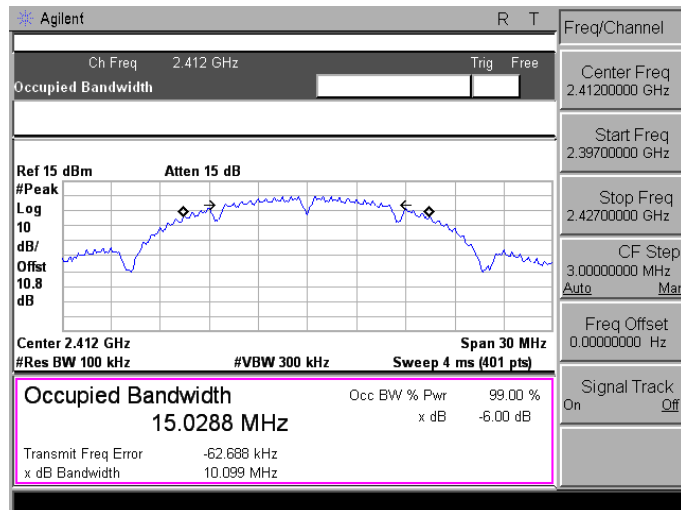 Agilent R T
Ch Freq 2.412 GHz Trig Free
Occupied Bandwidth
Ref 15 dBm Atten 15 dB
#Peak
Log
10
dB/
Offst
10.8
dB
Center 2.412 GHz Span 30 MHz
#Res BW 100 kHz #VBW 300 kHz Sweep 4 ms (401 pts)
Occupied Bandwidth Occ BW % Pwr 99.00 %
15.0288 MHz x dB -6.00 dB
Transmit Freq Error -62.688 kHz
x dB Bandwidth 10.099 MHz
Freq/Channel
Center Freq
2.41200000 GHz
Start Freq
2.39700000 GHz
Stop Freq
2.42700000 GHz
CF Step
3.00000000 MHz
Auto Mar
Freq Offset
0.00000000 Hz
Signal Track
On Off